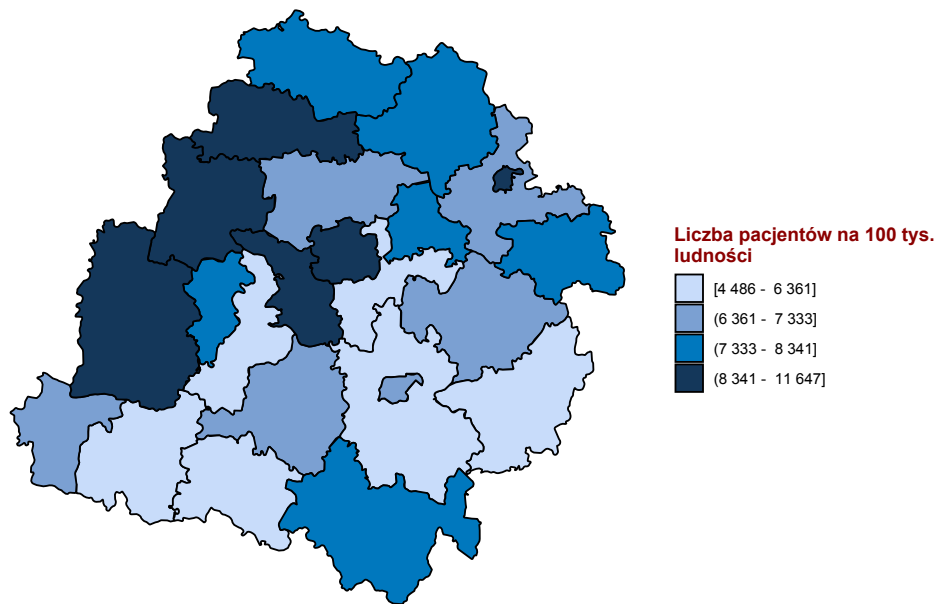 Liczba pacjentów na 100 tys.
ludności
[4 486 - 6 361]
(6 361 - 7 333]
(7 333 - 8 341]
(8 341 - 11 647]